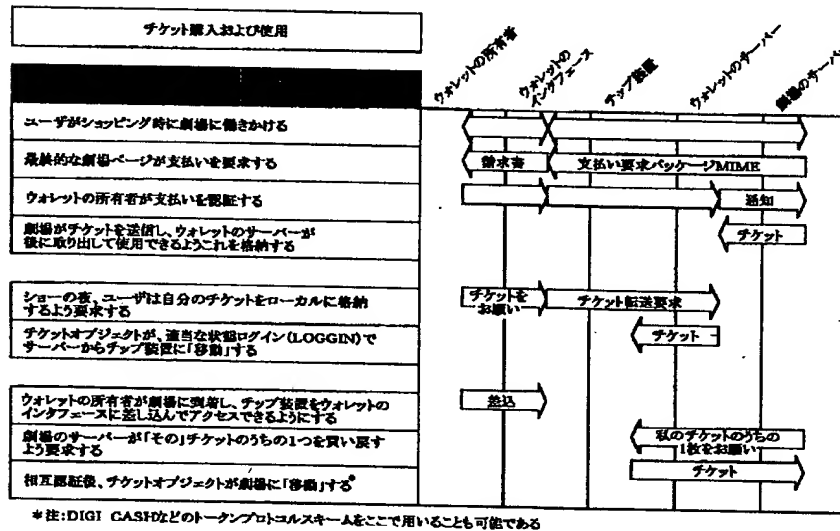 チケット購入および使用
ウォレットの所有者
ウォレットの
インタフェース
チップ装置
ウォレットのサーバー
劇場のサーバ
ユーザがショッピング時に劇場に働きかける
最終的な劇場ページが支払いを要求する
請求書
支払い要求パッケージMIME
ウォレットの所有者が支払いを認証する
通知
劇場がチケットを送信し、ウォレットのサーバーが
後に取り出して使用できるようこれを格納する
チケット
ショーの夜、ユーザは自分のチケットをローカルに格納
するよう要求する
チケットを
お願い
チケット転送要求
チケットオブジェクトが、適当な状態ログイン(LOGGIN)で
サーバーからチップ装置に「移動」する
チケット
ウォレットの所有者が劇場に到着し、チップ装置をウォレットの
インタフェースに差し込んでアクセスできるようにする
差込
劇場のサーバーが「その」チケットのうちの1つを買い戻す
よう要求する
私のチケットのうちの
1枚をお願い
相互認証後、チケットオブジェクトが劇場に「移動」する*
チケット
*注:DIGI CASHなどのトークンプロトコルスキームをここで用いることも可能である